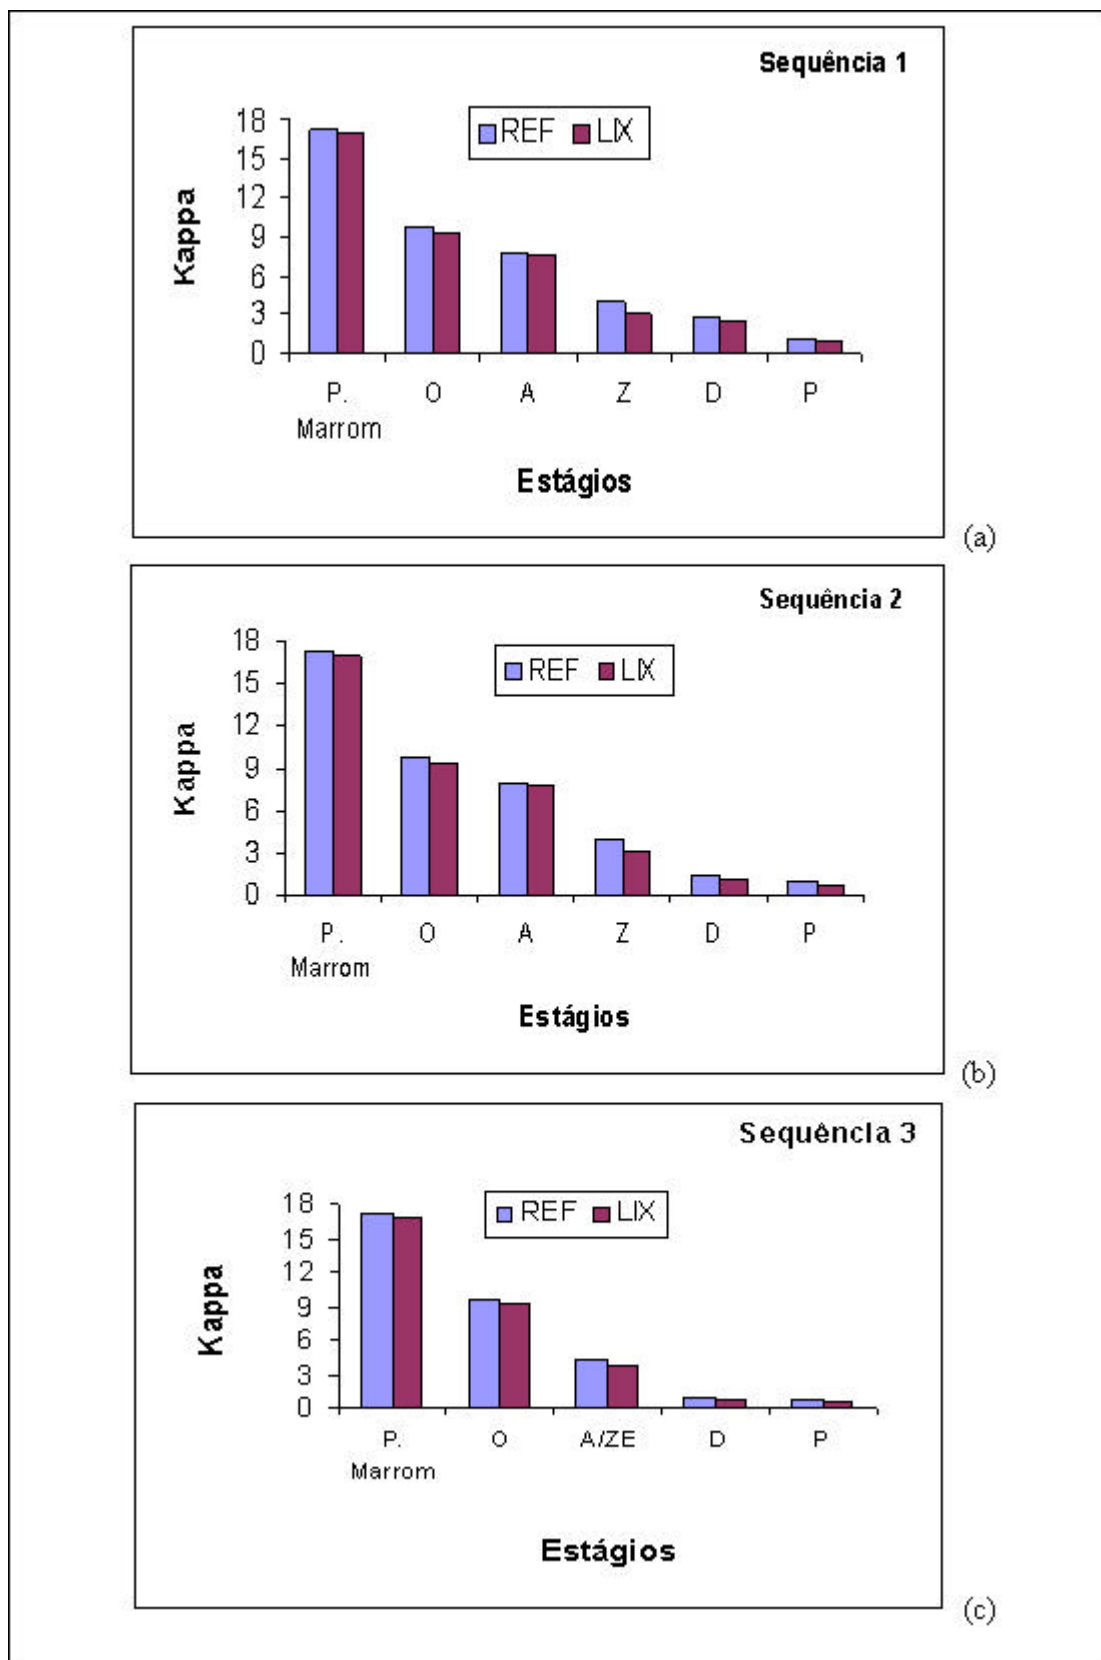 Sequência 1
REF LIX
18
15
12
9
6
3
0
Kappa
P. Marrom O A Z D P
Estágios
(a)
Sequência 2
REF LIX
18
15
12
9
6
3
0
Kappa
P. Marrom O A Z D P
Estágios
(b)
Sequência 3
REF LIX
18
15
12
9
6
3
0
Kappa
P. Marrom O A/ZE D P
Estágios
(c)